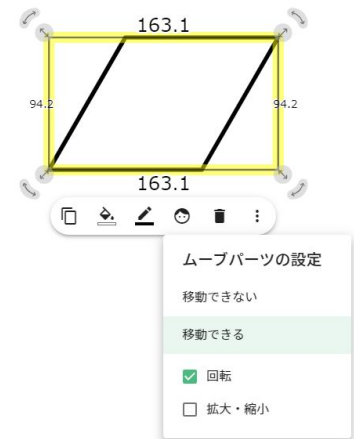 163.1
94.2
94.2
163.1
ムーブパーツの設定
移動できない
移動できる
回転
拡大・縮小